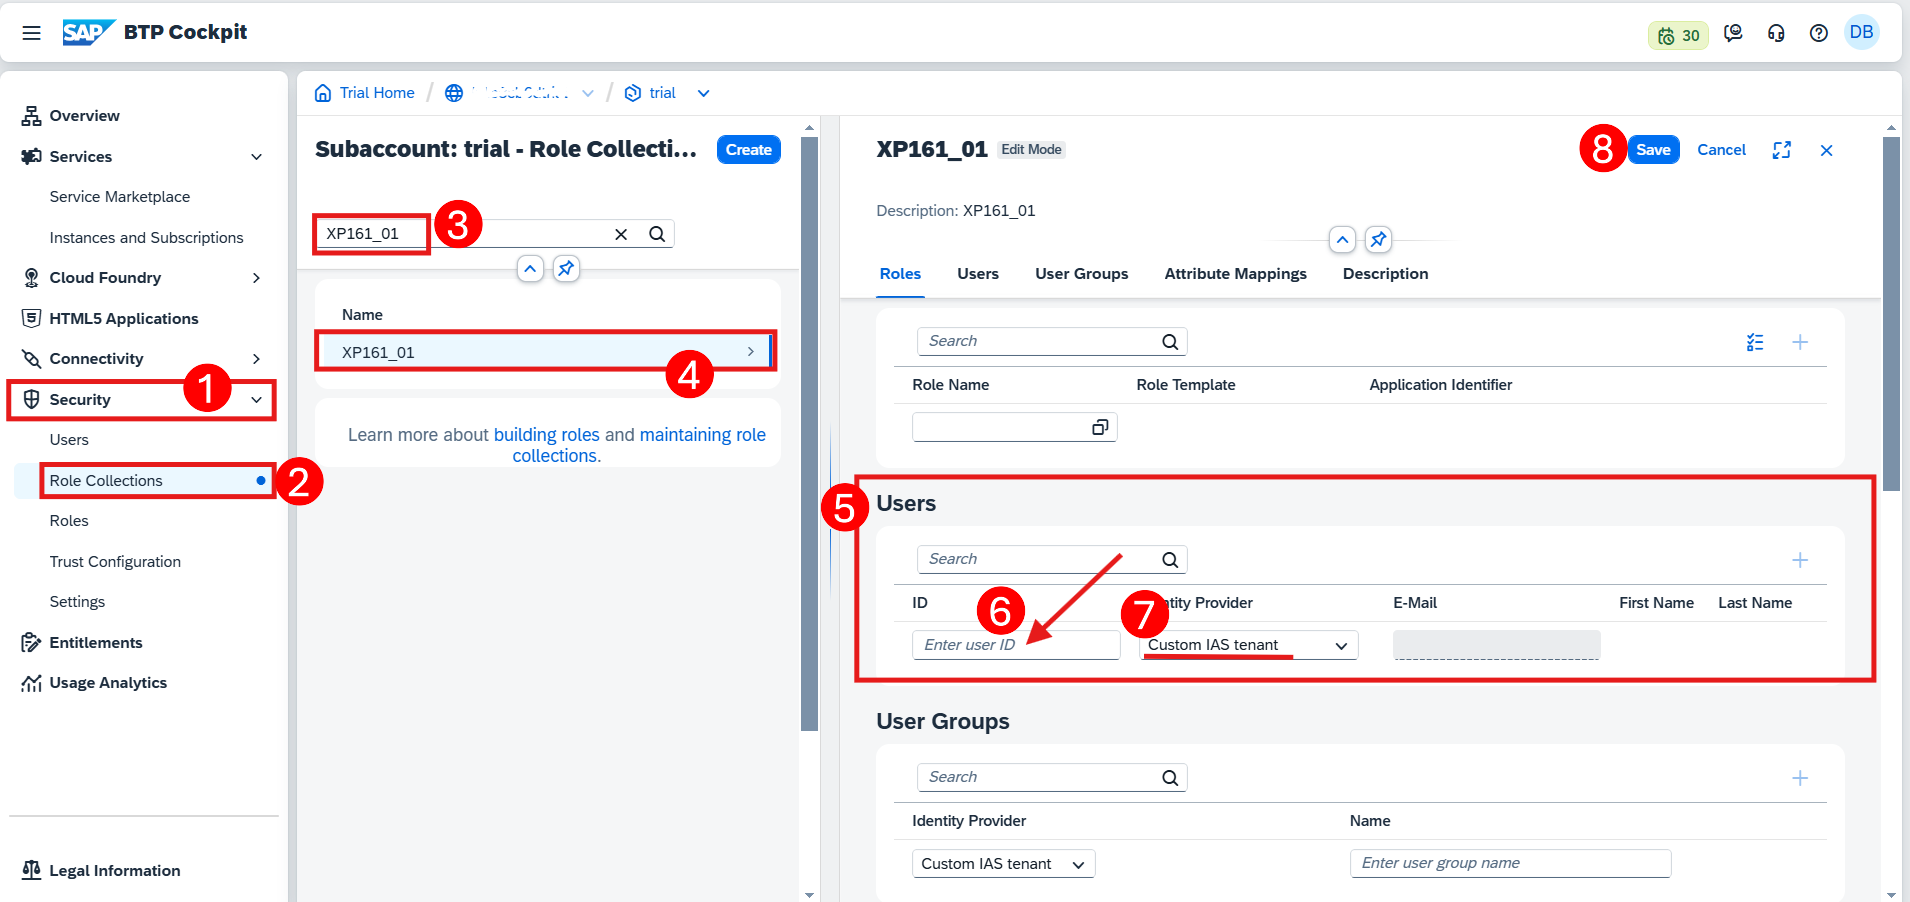 SAP BTP Cockpit
30
DB
Overview
Services
Service Marketplace
Instances and Subscriptions
Cloud Foundry
HTML5 Applications
Connectivity
1
Security
Users
Role Collections
2
Roles
Trust Configuration
Settings
Entitlements
Usage Analytics
Legal Information
Trial Home / / trial
Subaccount: trial - Role Collecti...
Create
XP161_01
3
Name
XP161_01
4
Learn more about building roles and maintaining role
collections.
XP161_01 Edit Mode
8
Save Cancel
Description: XP161_01
Roles Users User Groups Attribute Mappings Description
Search
Role Name Role Template Application Identifier
5
Users
Search
ID 6 7 ntity Provider E-Mail First Name Last Name
Enter user ID Custom IAS tenant
User Groups
Search
Identity Provider Name
Custom IAS tenant Enter user group name